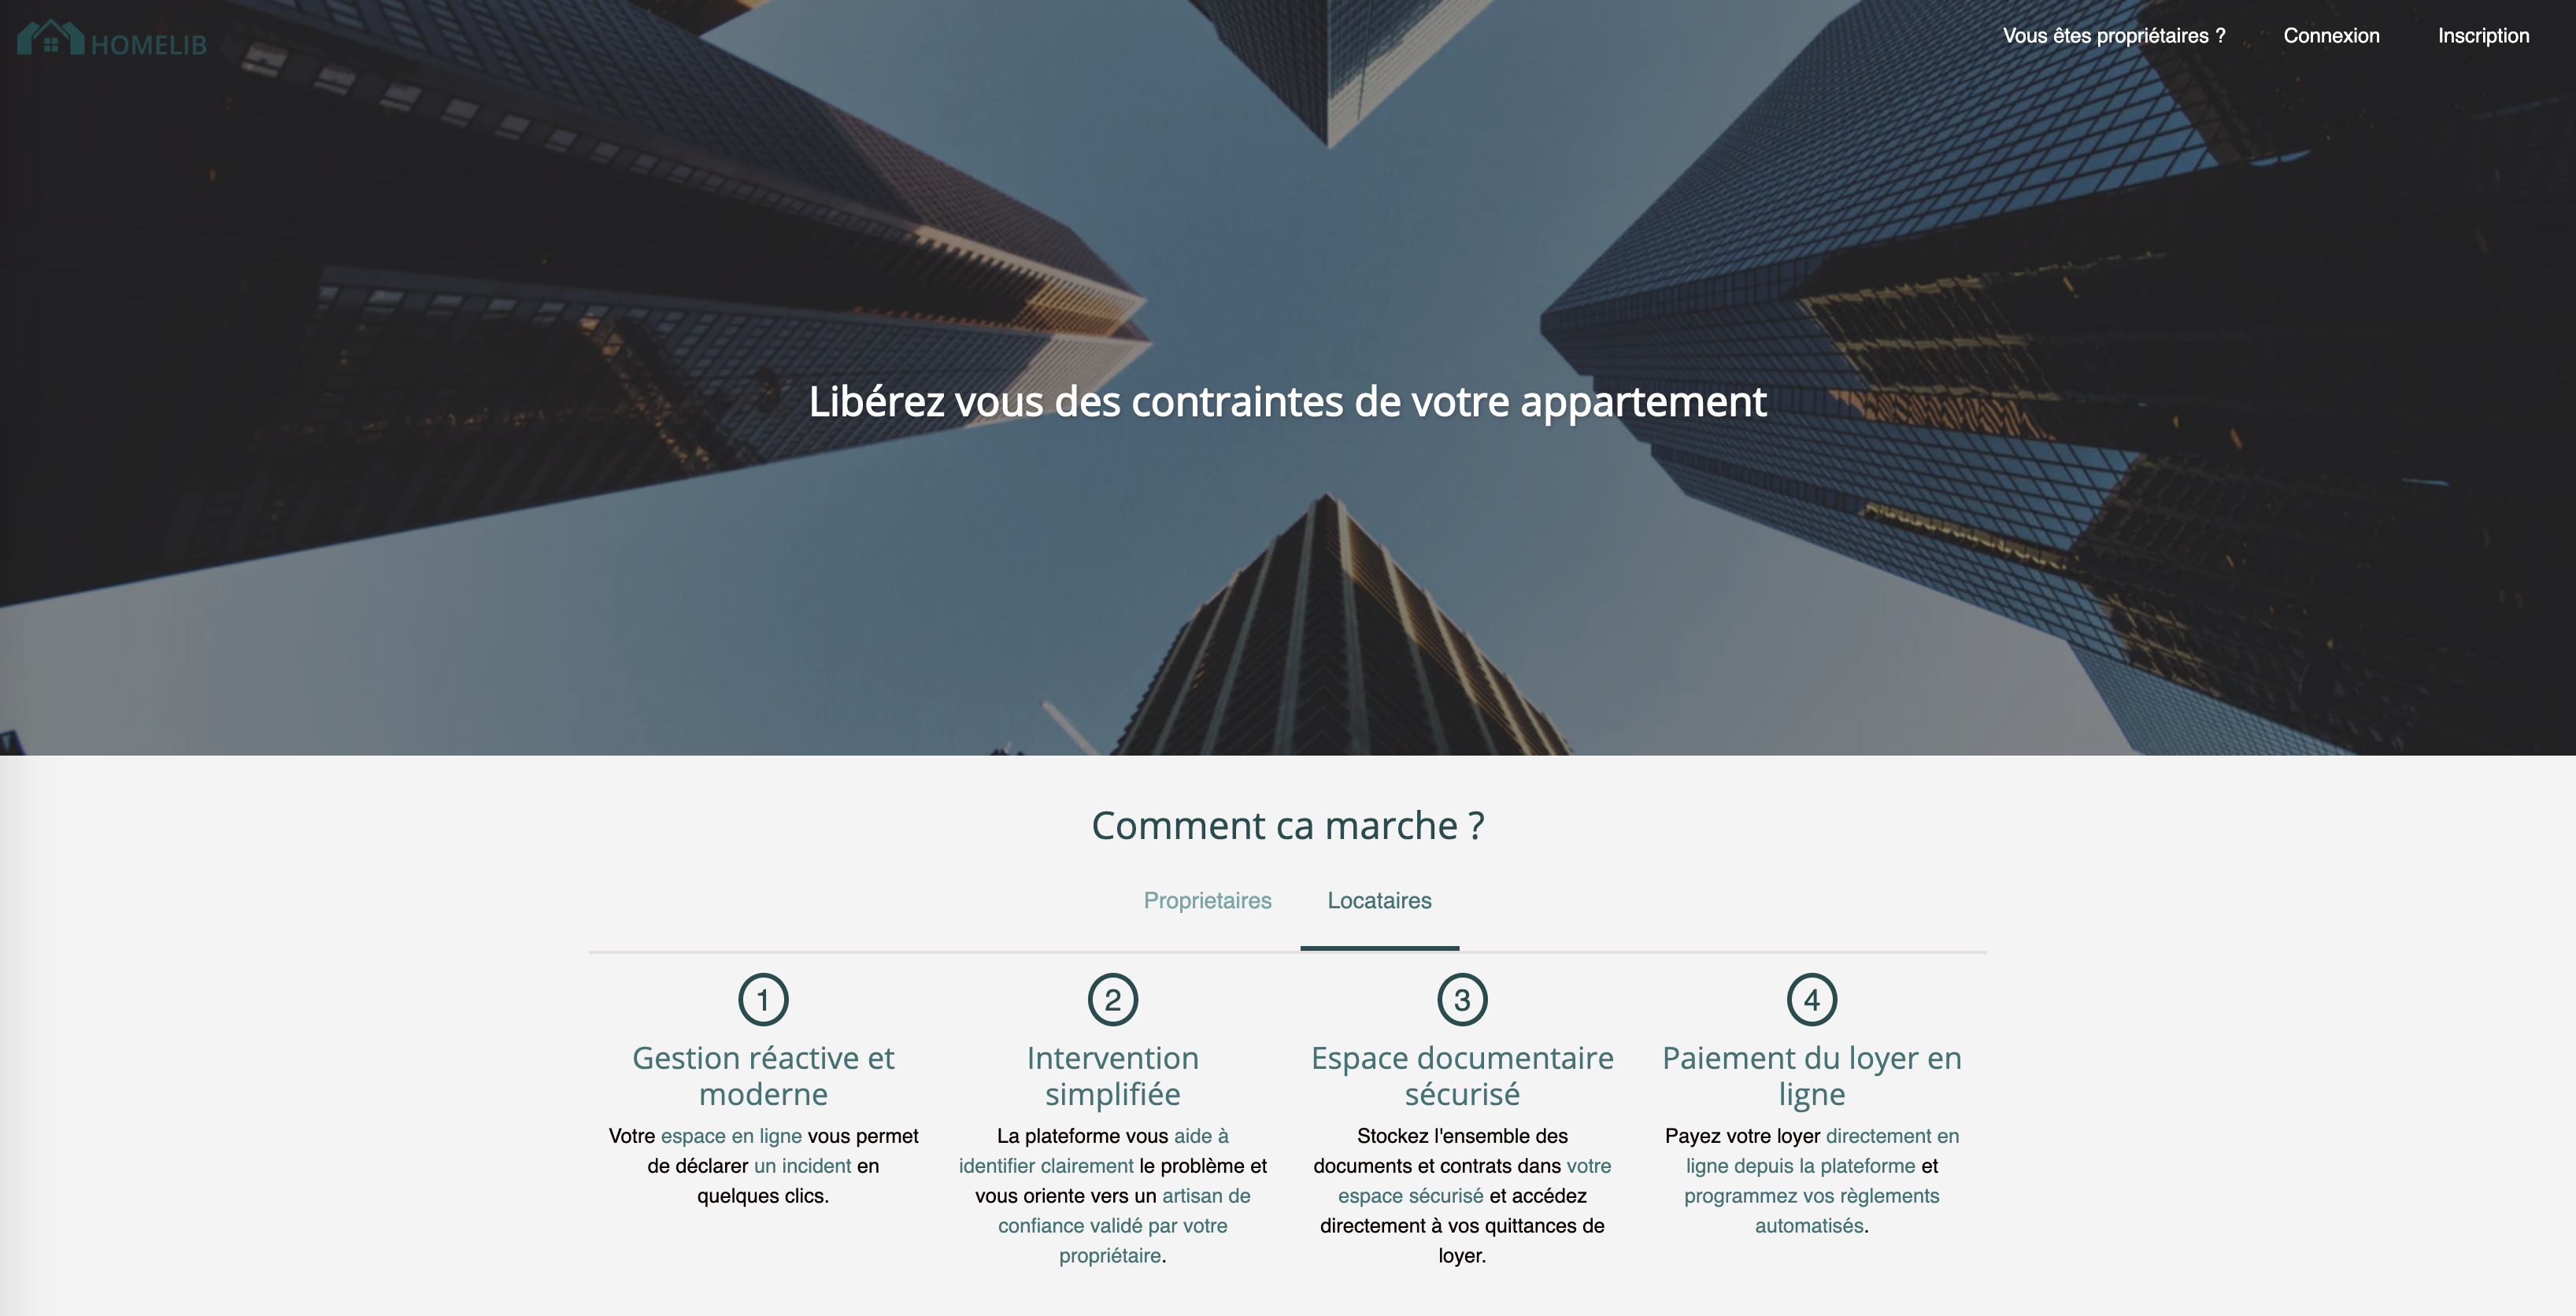 HOMELIB
Vous êtes propriétaires ?
Connexion
Inscription
Libérez vous des contraintes de votre appartement
Comment ca marche ?
Proprietaires
Locataires
1
Gestion réactive et
moderne
Votre espace en ligne vous permet
de déclarer un incident en
quelques clics.
2
Intervention
simplifiée
La plateforme vous aide à
identifier clairement le problème et
vous oriente vers un artisan de
confiance validé par votre
propriétaire.
3
Espace documentaire
sécurisé
Stockez l'ensemble des
documents et contrats dans votre
espace sécurisé et accédez
directement à vos quittances de
loyer.
4
Paiement du loyer en
ligne
Payez votre loyer directement en
ligne depuis la plateforme et
programmez vos règlements
automatisés.